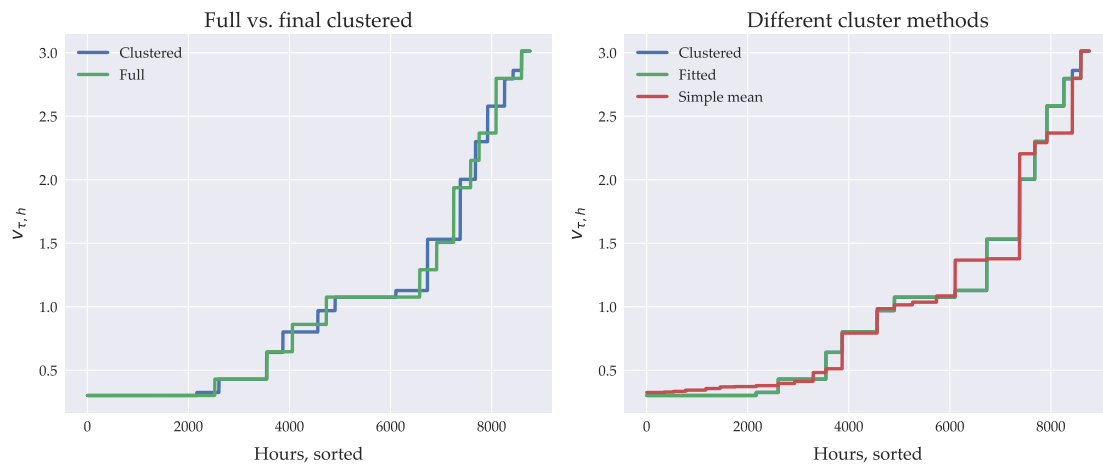 Full vs. final clustered
Clustered
Full
3.0
2.5
2.0
1.5
1.0
0.5
0
2000
4000
6000
8000
Hours, sorted
vτ, h
Different cluster methods
Clustered
Fitted
Simple mean
3.0
2.5
2.0
1.5
1.0
0.5
0
2000
4000
6000
8000
Hours, sorted
vτ, h